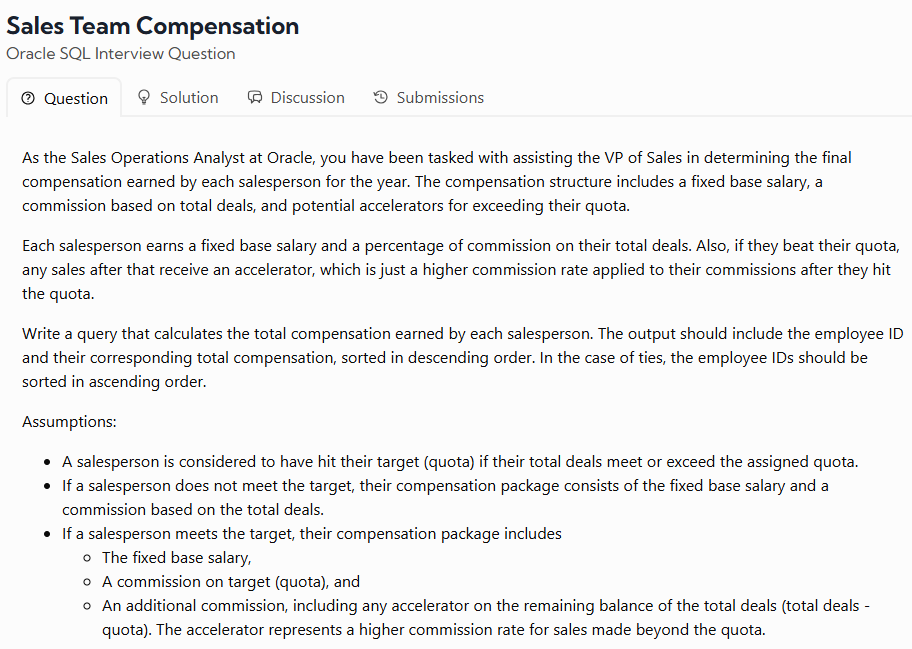 Sales Team Compensation
Oracle SQL Interview Question
Question Solution Discussion Submissions
As the Sales Operations Analyst at Oracle, you have been tasked with assisting the VP of Sales in determining the final
compensation earned by each salesperson for the year. The compensation structure includes a fixed base salary, a
commission based on total deals, and potential accelerators for exceeding their quota.
Each salesperson earns a fixed base salary and a percentage of commission on their total deals. Also, if they beat their quota,
any sales after that receive an accelerator, which is just a higher commission rate applied to their commissions after they hit
the quota.
Write a query that calculates the total compensation earned by each salesperson. The output should include the employee ID
and their corresponding total compensation, sorted in descending order. In the case of ties, the employee IDs should be
sorted in ascending order.
Assumptions:
• A salesperson is considered to have hit their target (quota) if their total deals meet or exceed the assigned quota.
• If a salesperson does not meet the target, their compensation package consists of the fixed base salary and a
commission based on the total deals.
• If a salesperson meets the target, their compensation package includes
◦ The fixed base salary,
◦ A commission on target (quota), and
◦ An additional commission, including any accelerator on the remaining balance of the total deals (total deals -
quota). The accelerator represents a higher commission rate for sales made beyond the quota.